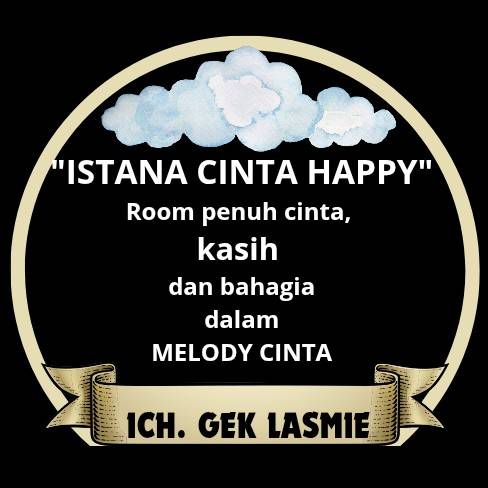 "ISTANA CINTA HAPPY"
Room penuh cinta,
kasih
dan bahagia
dalam
MELODY CINTA
ICH. GEK LASMIE